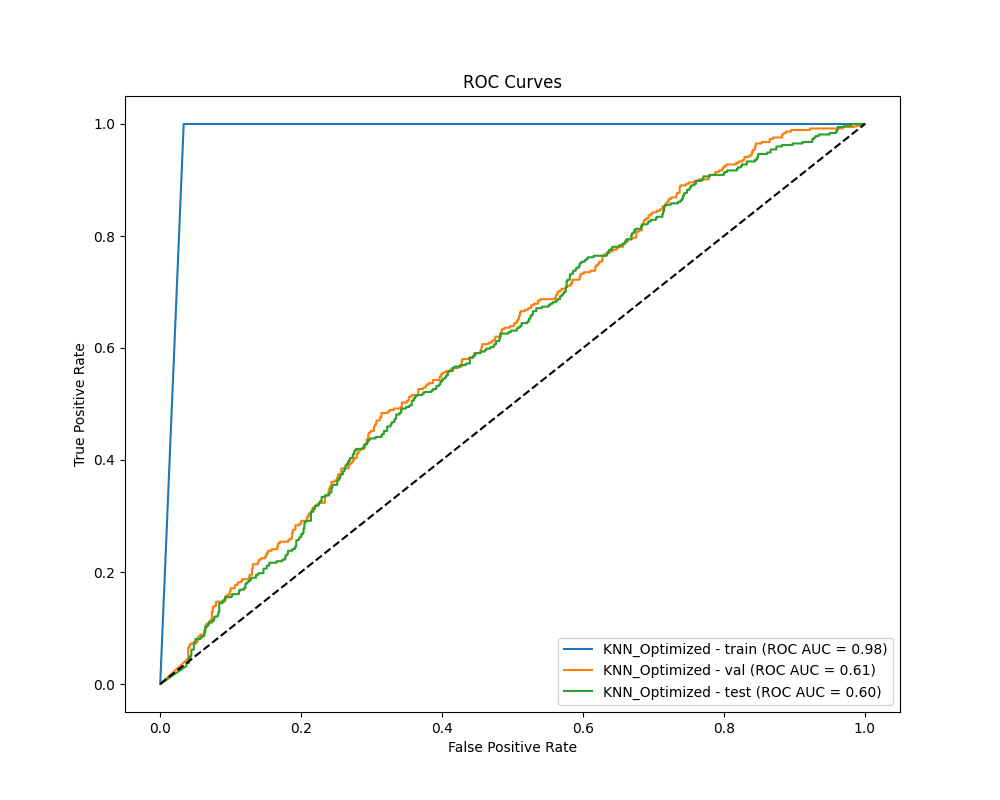 ROC Curves
1.0
0.8
0.6
0.4
0.2
0.0
True Positive Rate
0.0 0.2 0.4 0.6 0.8 1.0
False Positive Rate
KNN_Optimized - train (ROC AUC = 0.98)
KNN_Optimized - val (ROC AUC = 0.61)
KNN_Optimized - test (ROC AUC = 0.60)